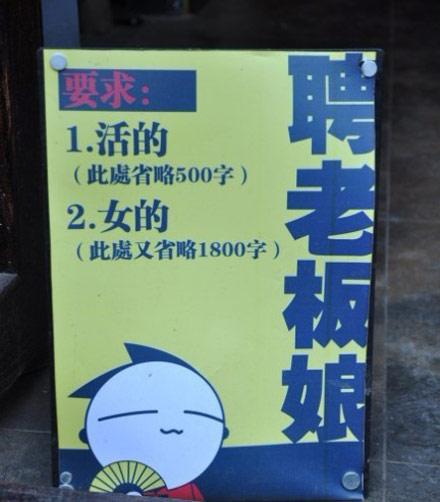 聘老板娘
要求：
1.活的
（此處省略500字）
2.女的
（此處又省略1800字）